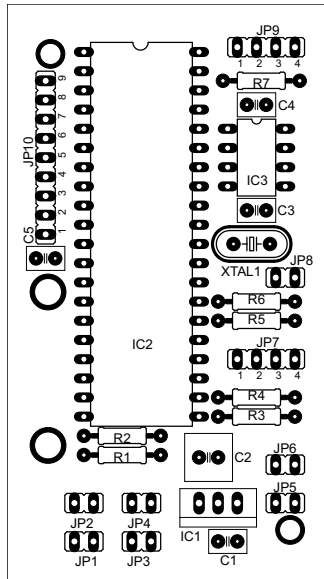 JP9
1 2 3 4
R7
C4
IC3
C3
XTAL1
JP8
R6
R5
JP7
1 2 3 4
R4
R3
9
8
7
6
5
4
3
2
1
JP10
C5
IC2
R2
R1
C2
JP6
JP5
IC1
C1
JP2
JP4
JP1
JP3